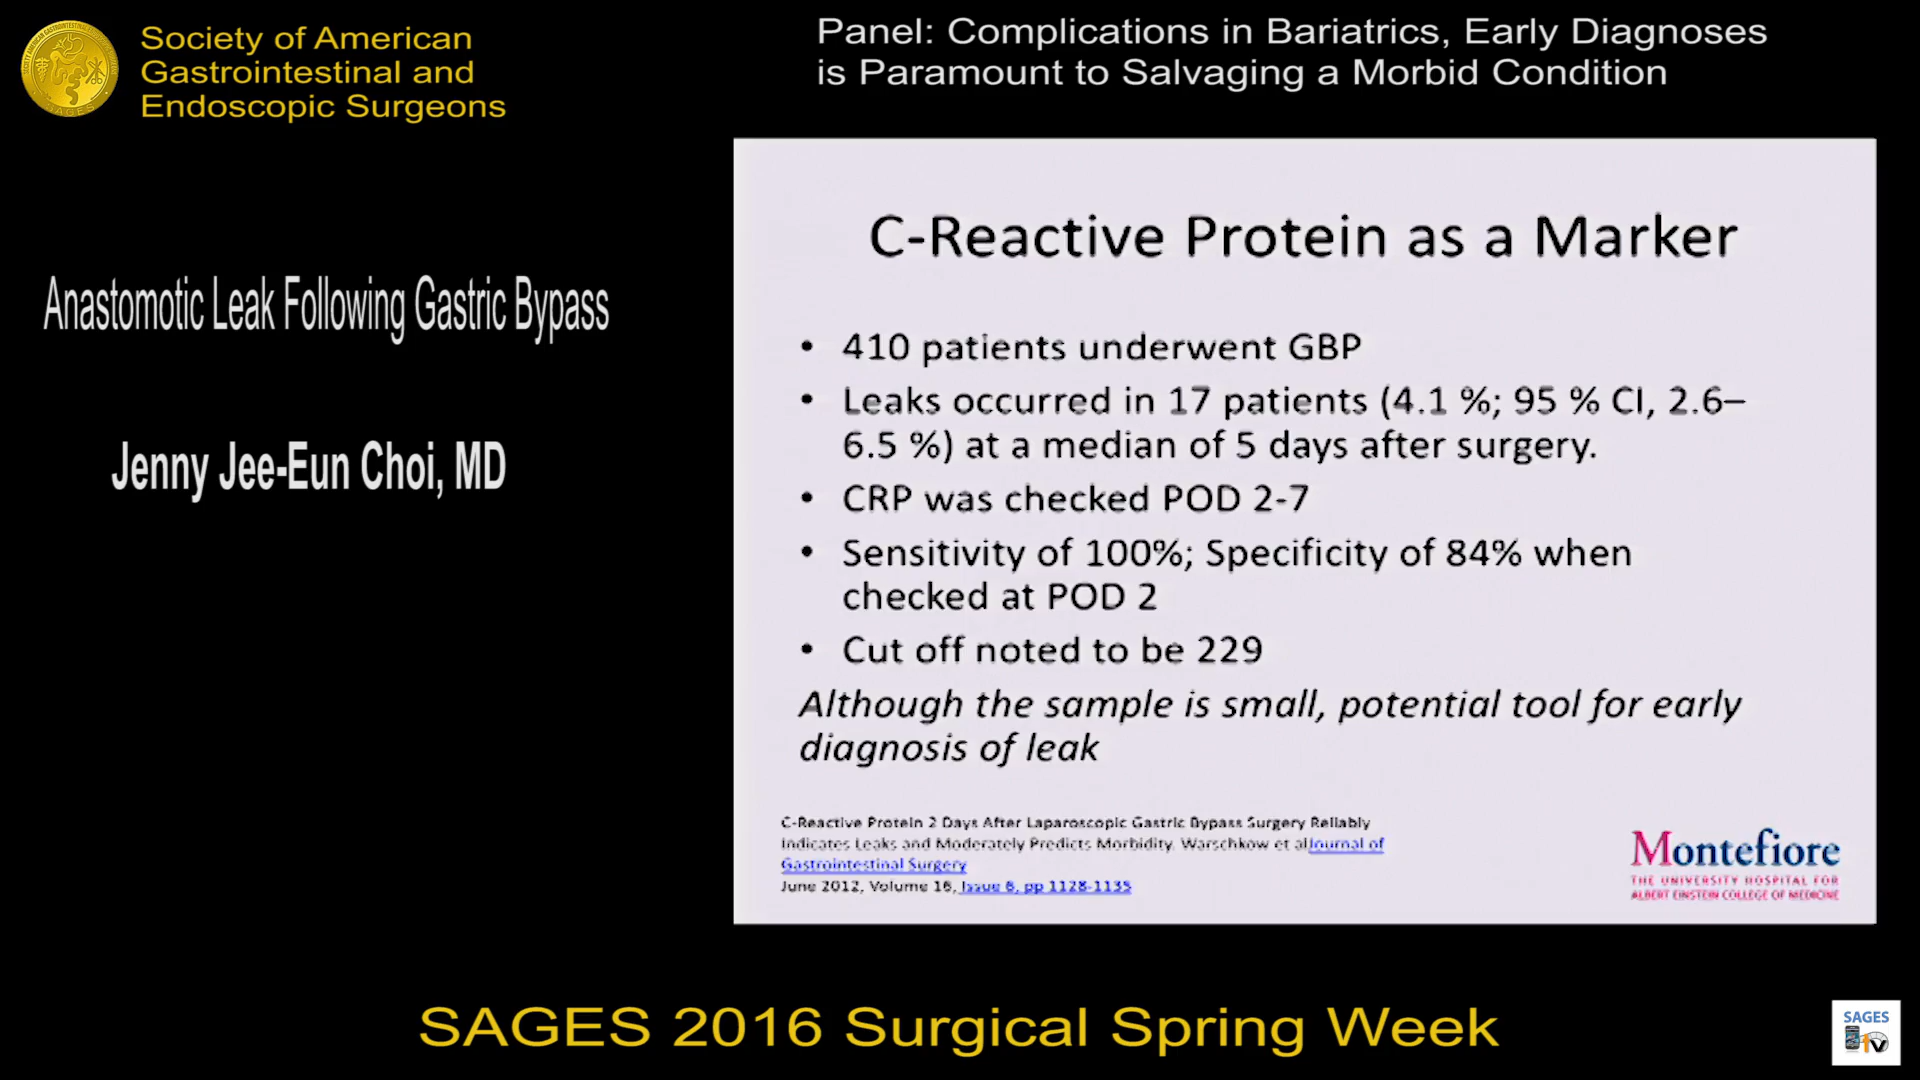 Society of American
Gastrointestinal and
Endoscopic Surgeons
Panel: Complications in Bariatrics, Early Diagnoses
is Paramount to Salvaging a Morbid Condition
Anastomotic Leak Following Gastric Bypass
Jenny Jee-Eun Choi, MD
C-Reactive Protein as a Marker
• 410 patients underwent GBP
• Leaks occurred in 17 patients (4.1 %; 95 % CI, 2.6–
6.5 %) at a median of 5 days after surgery.
• CRP was checked POD 2-7
• Sensitivity of 100%; Specificity of 84% when
checked at POD 2
• Cut off noted to be 229
Although the sample is small, potential tool for early
diagnosis of leak
C-Reactive Protein 2 Days After Laparoscopic Gastric Bypass Surgery Reliably
Indicates Leaks and Moderately Predicts Morbidity. Warschkow et alJournal of
Gastrointestinal Surgery
June 2012, Volume 16, Issue 6, pp 1128-1135
Montefiore
THE UNIVERSITY HOSPITAL FOR
ALBERT EINSTEIN COLLEGE OF MEDICINE
SAGES 2016 Surgical Spring Week
SAGES
TV